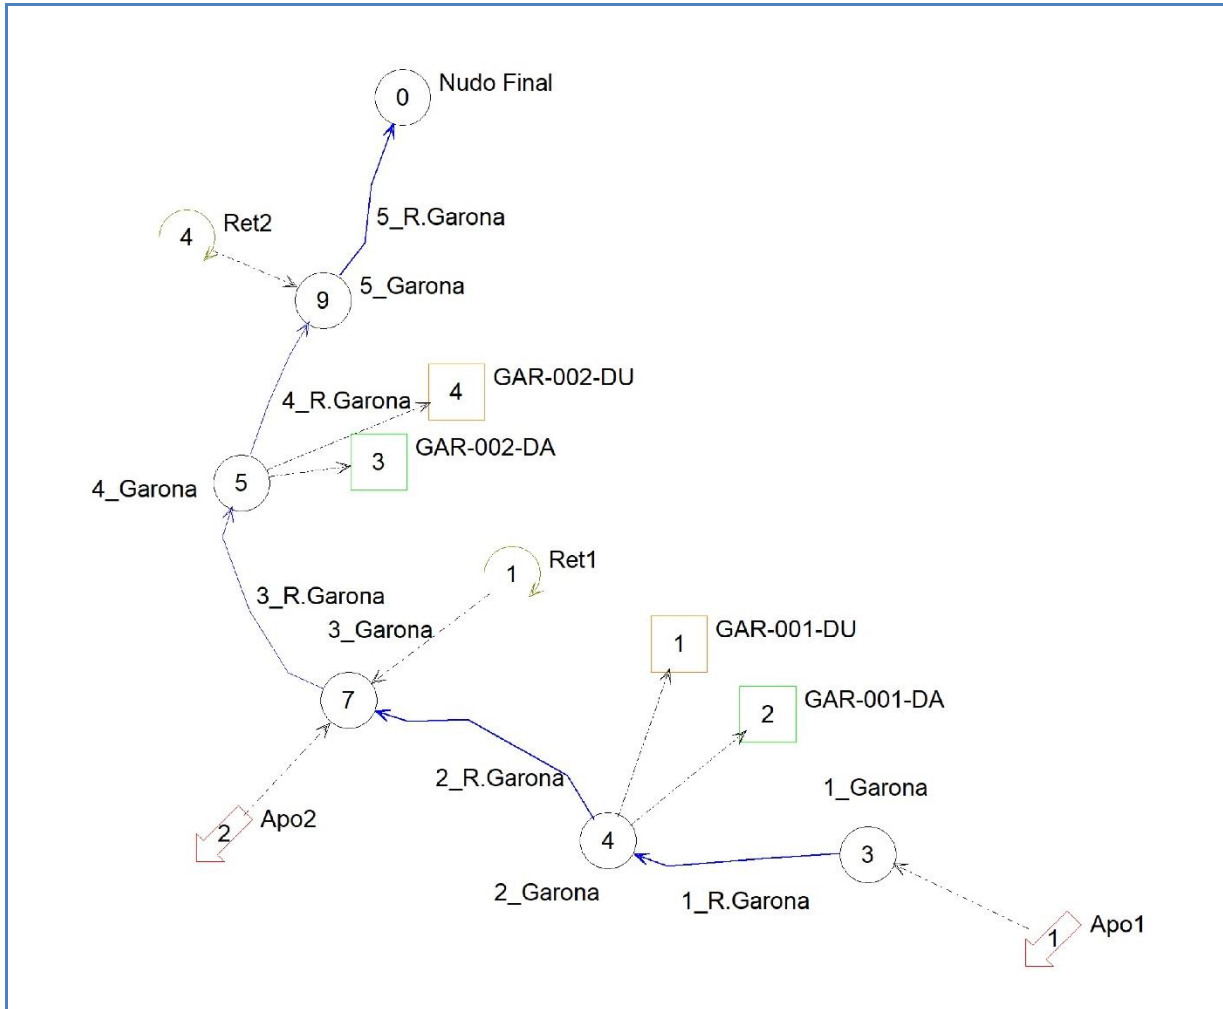 0
Nudo Final
5_R.Garona
4
Ret2
9
5_Garona
4
GAR-002-DU
4_R.Garona
3
GAR-002-DA
5
4_Garona
1
Ret1
3_R.Garona
3_Garona
1
GAR-001-DU
7
2
GAR-001-DA
2_R.Garona
1_Garona
2
Apo2
4
3
2_Garona
1_R.Garona
1
Apo1